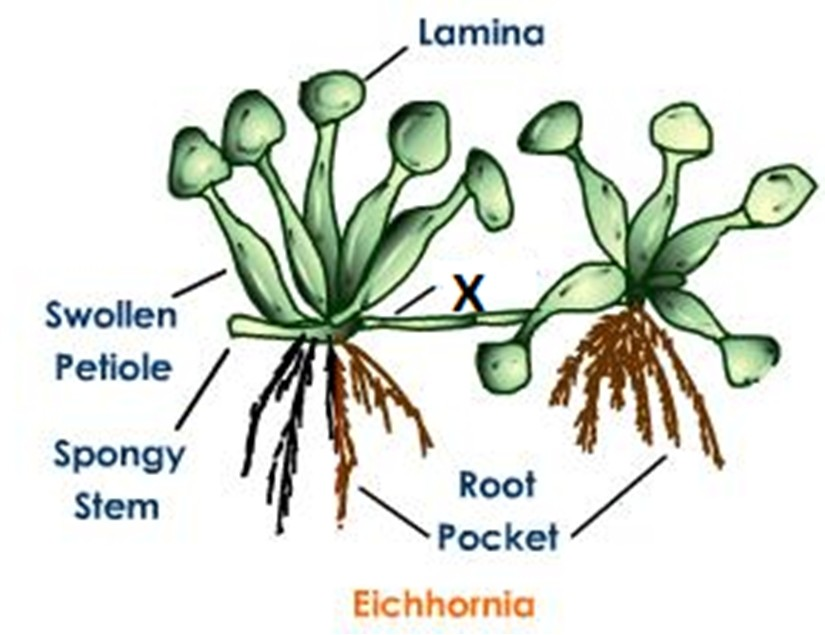 Lamina
X
Swollen
Petiole
Spongy
Stem
Root
Pocket
Eichhornia